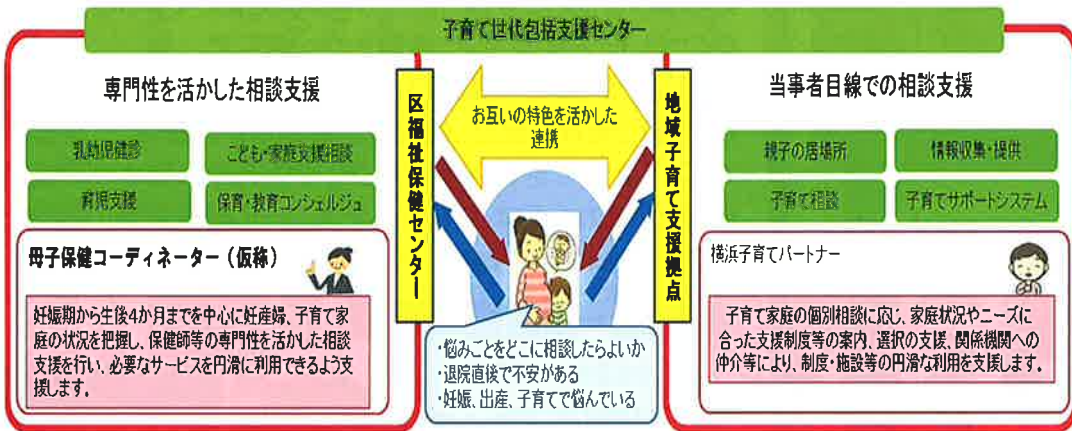 子育て世代包括支援センター
専門性を活かした相談支援
乳幼児健診
こども・家庭支援相談
育児支援
保育・教育コンシェルジュ
母子保健コーディネーター（仮称）
妊娠期から生後4か月までを中心に妊産婦、子育て家
庭の状況を把握し、保健師等の専門性を活かした相談
支援を行い、必要なサービスを円滑に利用できるよう支
援します。
区福祉保健センター
お互いの特色を活かした
連携
地域子育て支援拠点
・悩みごとをどこに相談したらよいか
・退院直後で不安がある
・妊娠、出産、子育てで悩んでいる
当事者目線での相談支援
親子の居場所
情報収集・提供
子育て相談
子育てサポートシステム
横浜子育てパートナー
子育て家庭の個別相談に応じ、家庭状況やニーズに
合った支援制度等の案内、選択の支援、関係機関への
仲介等により、制度・施設等の円滑な利用を支援します。